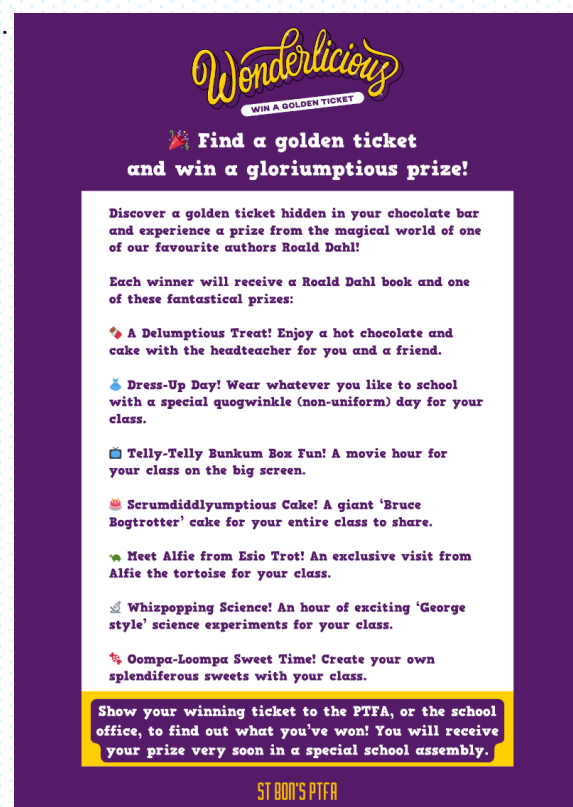 Wonderlicious
WIN A GOLDEN TICKET
🎉 Find a golden ticket
and win a gloriumptious prize!
Discover a golden ticket hidden in your chocolate bar
and experience a prize from the magical world of one
of our favourite authors Roald Dahl!
Each winner will receive a Roald Dahl book and one
of these fantastical prizes:
🍫 A Delumptious Treat! Enjoy a hot chocolate and
cake with the headteacher for you and a friend.
👗 Dress-Up Day! Wear whatever you like to school
with a special quogwinkle (non-uniform) day for your
class.
📺 Telly-Telly Bunkum Box Fun! A movie hour for
your class on the big screen.
🎂 Scrumdiddlyumptious Cake! A giant ‘Bruce
Bogtrotter’ cake for your entire class to share.
🐢 Meet Alfie from Esio Trot! An exclusive visit from
Alfie the tortoise for your class.
🔬 Whizpopping Science! An hour of exciting ‘George
style’ science experiments for your class.
🍬 Oompa-Loompa Sweet Time! Create your own
splendiferous sweets with your class.
Show your winning ticket to the PTFA, or the school
office, to find out what you’ve won! You will receive
your prize very soon in a special school assembly.
ST BON'S PTFA